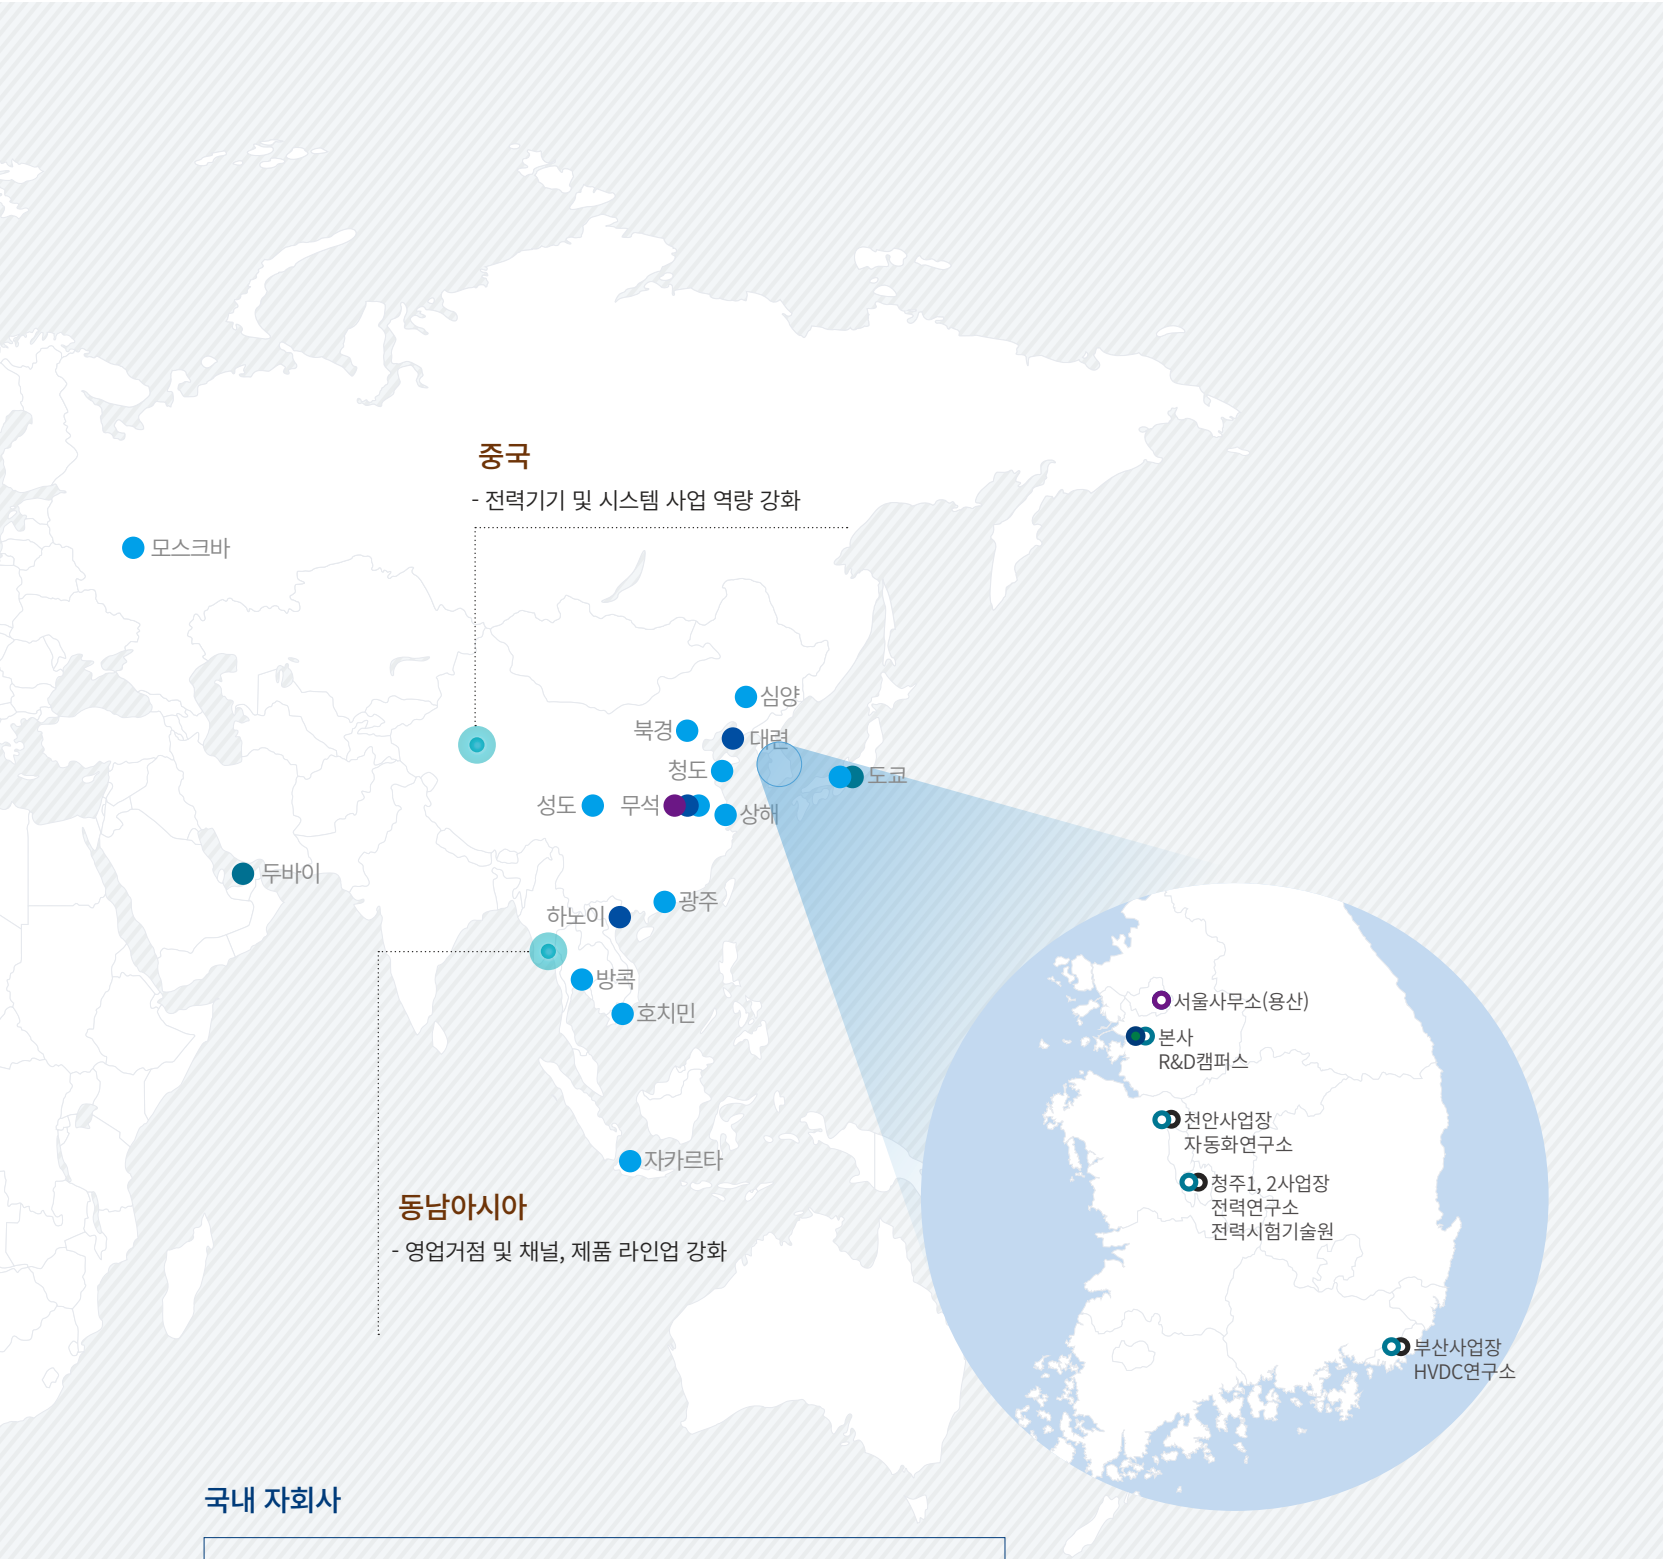 중국
- 전력기기 및 시스템 사업 역량 강화
모스크바
심양
북경
대련
청도
도쿄
성도
무석
상해
두바이
광주
하노이
방콕
호치민
자카르타
동남아시아
- 영업거점 및 채널, 제품 라인업 강화
서울사무소(용산)
본사
R&D캠퍼스
천안사업장
자동화연구소
청주1, 2사업장
전력연구소
전력시험기술원
부산사업장
HVDC연구소
국내 자회사